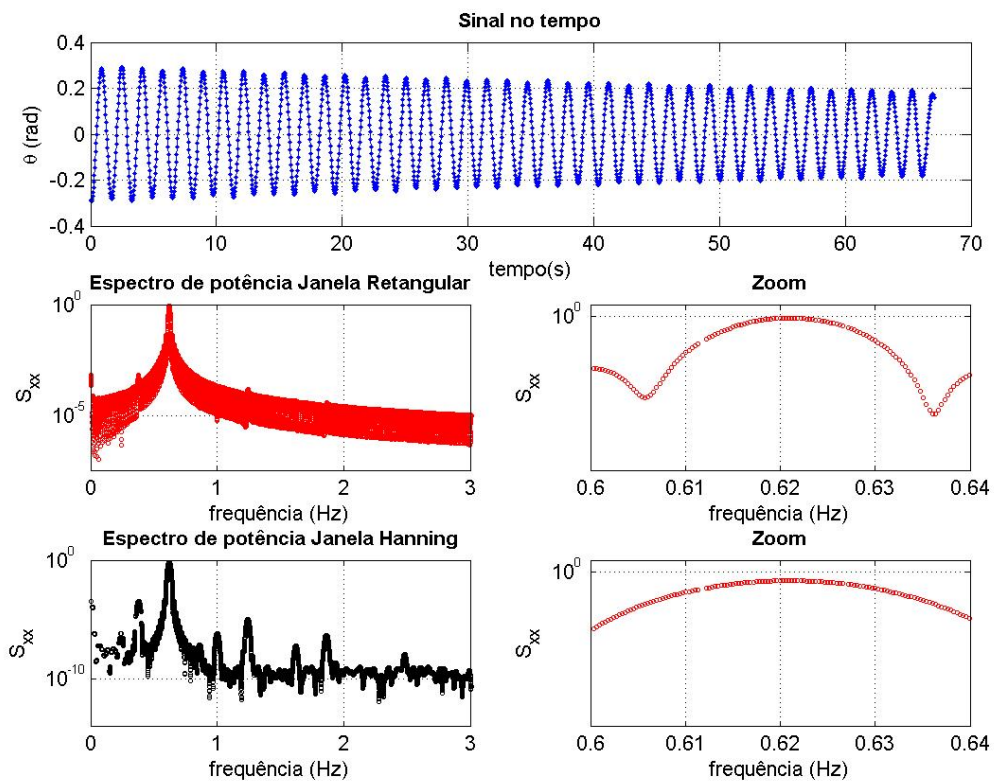 Sinal no tempo
0.4
0.2
0
-0.2
-0.4
θ (rad)
0 10 20 30 40 50 60 70
tempo(s)
Espectro de potência Janela Retangular
10^0
10^-5
S_xx
0 1 2 3
frequência (Hz)
Zoom
10^0
S_xx
0.6 0.61 0.62 0.63 0.64
frequência (Hz)
Espectro de potência Janela Hanning
10^0
10^-10
S_xx
0 1 2 3
frequência (Hz)
Zoom
10^0
S_xx
0.6 0.61 0.62 0.63 0.64
frequência (Hz)